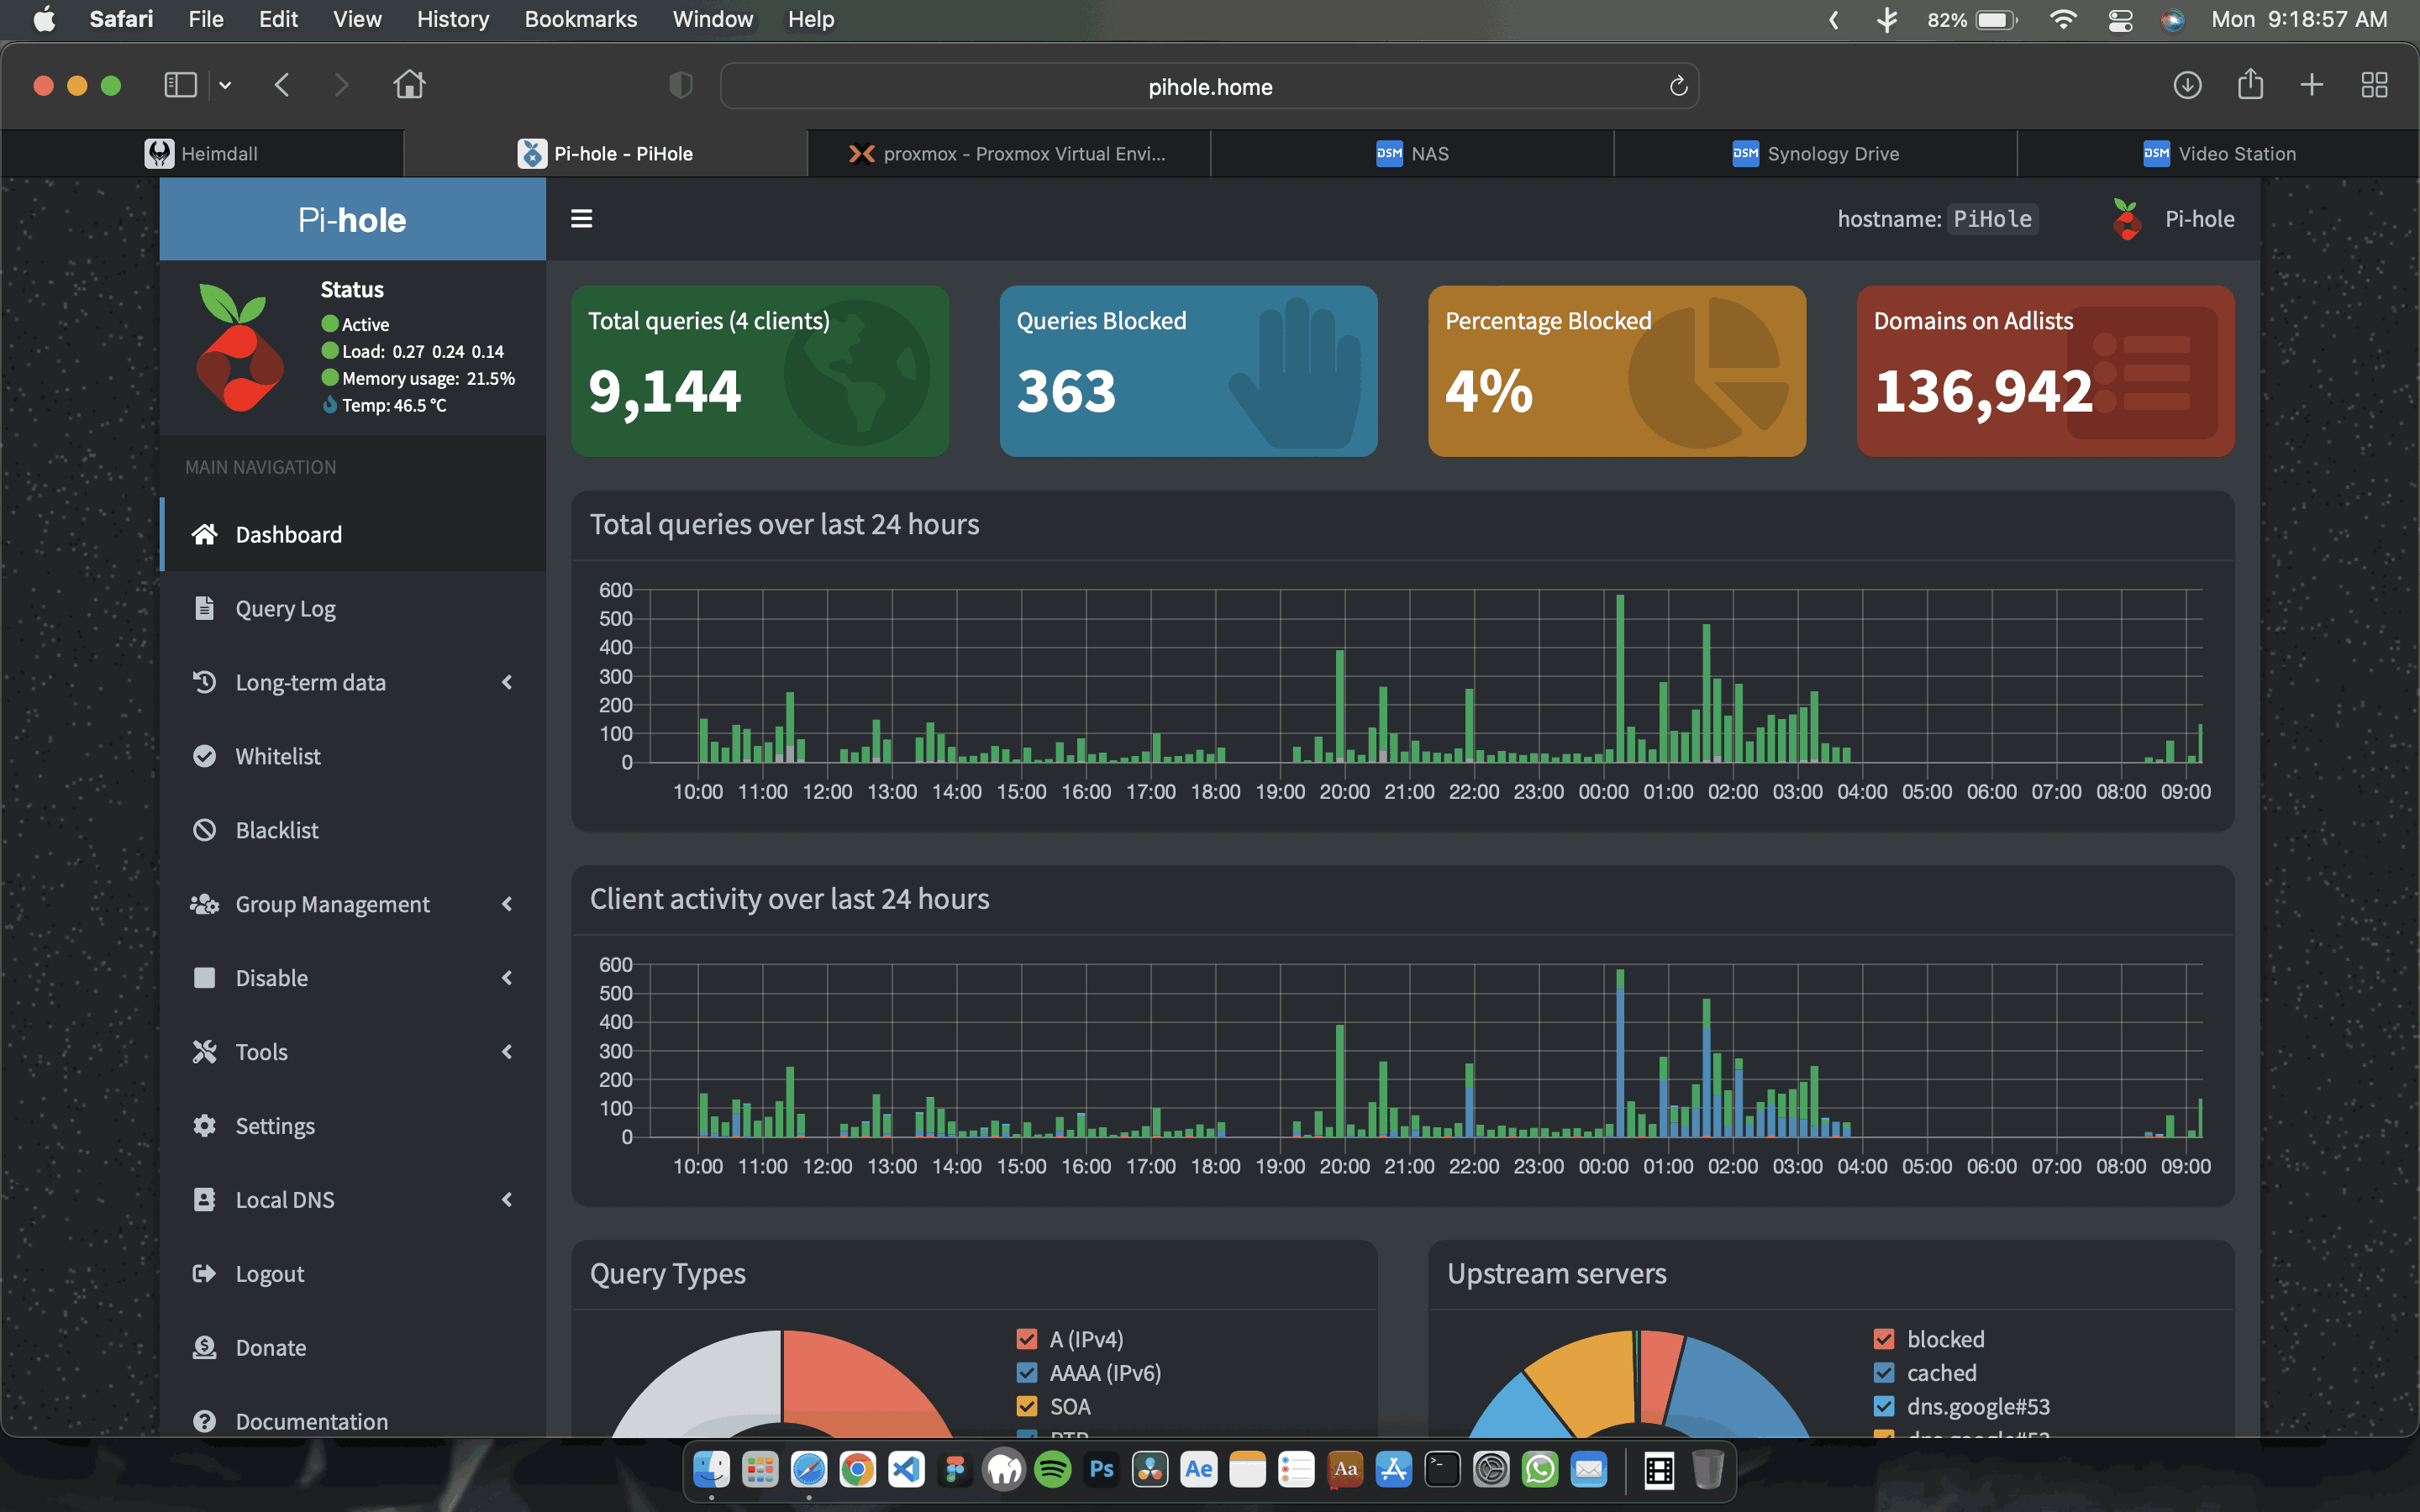 Safari File Edit View History Bookmarks Window Help 82% Mon 9:18:57 AM
pihole.home
Heimdall
Pi-hole - PiHole
proxmox - Proxmox Virtual Envi...
DSM NAS
DSM Synology Drive
DSM Video Station
Pi-hole
hostname: PiHole
Pi-hole
Status
Active
Load: 0.27 0.24 0.14
Memory usage: 21.5%
Temp: 46.5 °C
MAIN NAVIGATION
Dashboard
Query Log
Long-term data
Whitelist
Blacklist
Group Management
Disable
Tools
Settings
Local DNS
Logout
Donate
Documentation
Total queries (4 clients)
9,144
Queries Blocked
363
Percentage Blocked
4%
Domains on Adlists
136,942
Total queries over last 24 hours
600
500
400
300
200
100
0
10:00 11:00 12:00 13:00 14:00 15:00 16:00 17:00 18:00 19:00 20:00 21:00 22:00 23:00 00:00 01:00 02:00 03:00 04:00 05:00 06:00 07:00 08:00 09:00
Client activity over last 24 hours
600
500
400
300
200
100
0
10:00 11:00 12:00 13:00 14:00 15:00 16:00 17:00 18:00 19:00 20:00 21:00 22:00 23:00 00:00 01:00 02:00 03:00 04:00 05:00 06:00 07:00 08:00 09:00
Query Types
A (IPv4)
AAAA (IPv6)
SOA
Upstream servers
blocked
cached
dns.google#53
Ps Ae Aa